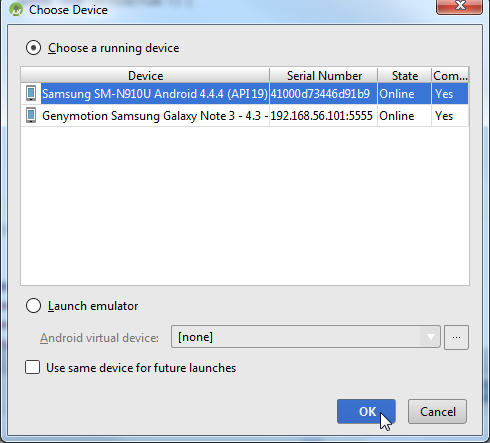 Choose Device
Choose a running device
Device Serial Number State Com...
Samsung SM-N910U Android 4.4.4 (API 19) 41000d73446d91b9 Online Yes
Genymotion Samsung Galaxy Note 3 - 4.3 - 192.168.56.101:5555 Online Yes
Launch emulator
Android virtual device: [none] ...
Use same device for future launches
OK Cancel